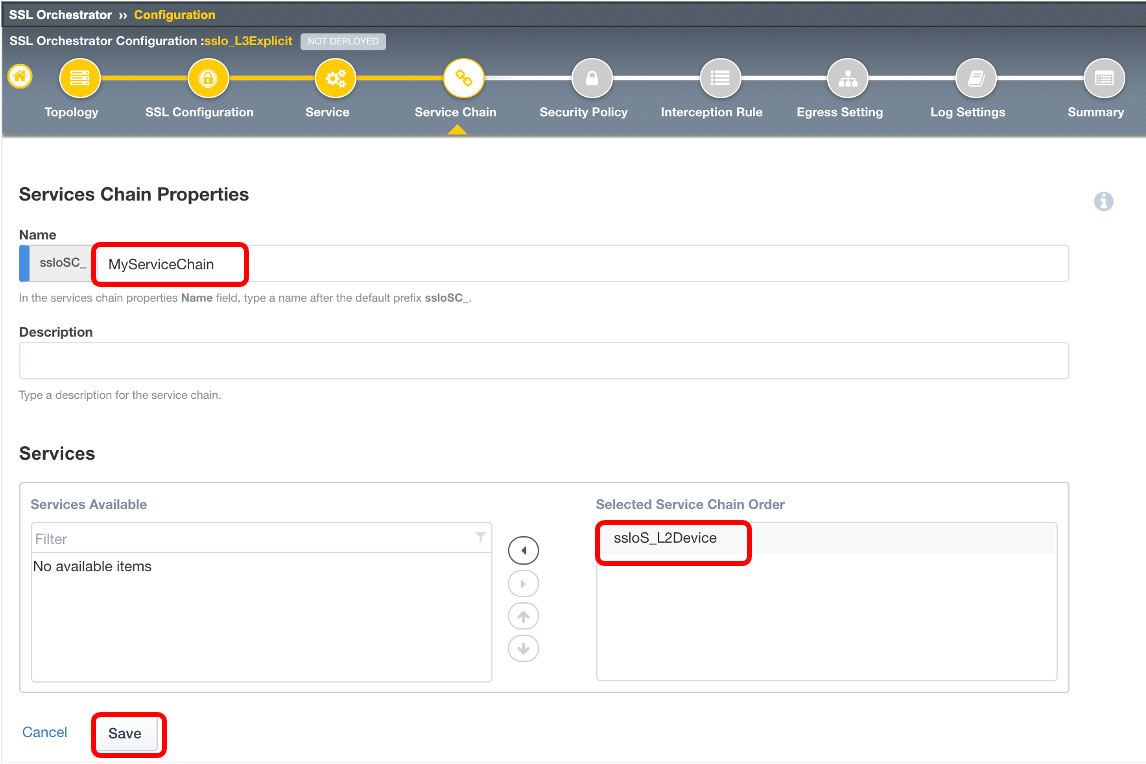 SSL Orchestrator ›› Configuration
SSL Orchestrator Configuration :sslo_L3Explicit NOT DEPLOYED
Topology SSL Configuration Service Service Chain Security Policy Interception Rule Egress Setting Log Settings Summary
Services Chain Properties
Name
ssloSC_ MyServiceChain
In the services chain properties Name field, type a name after the default prefix ssloSC_.
Description
Type a description for the service chain.
Services
Services Available Selected Service Chain Order
Filter ssloS_L2Device
No available items
Cancel Save